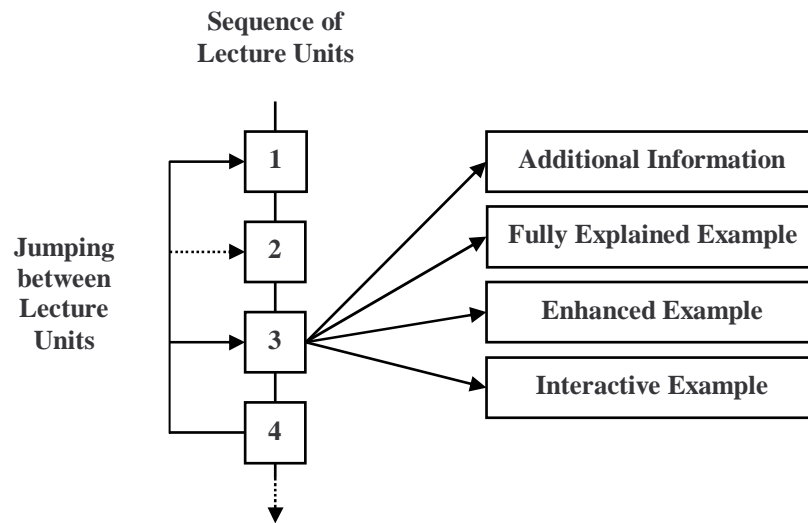 Sequence of
Lecture Units
1
Additional Information
2
Fully Explained Example
Jumping
between
Lecture
Units
3
Enhanced Example
Interactive Example
4